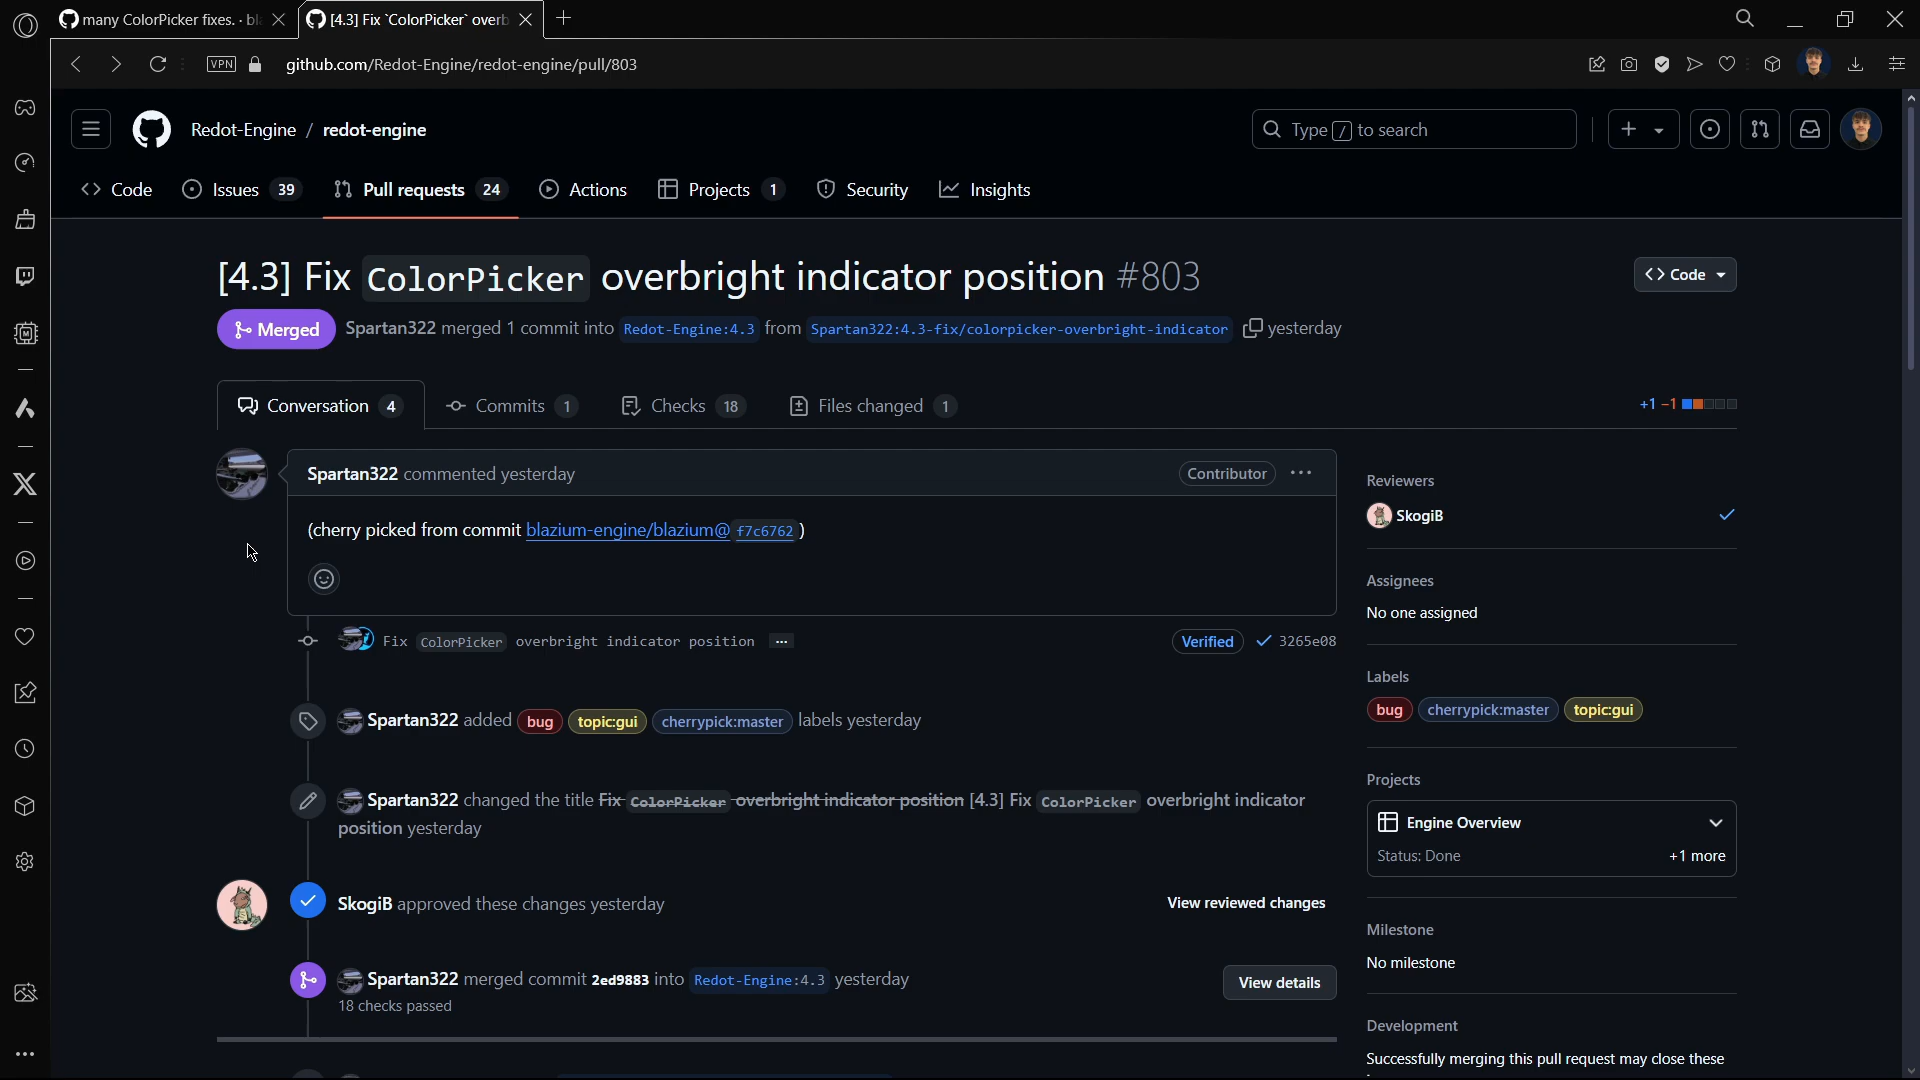 many ColorPicker fixes. · bl
[4.3] Fix `ColorPicker` overb
VPN
github.com/Redot-Engine/redot-engine/pull/803
Redot-Engine / redot-engine
Type / to search
Code
Issues 39
Pull requests 24
Actions
Projects 1
Security
Insights
[4.3] Fix ColorPicker overbright indicator position #803
Code
Merged
Spartan322 merged 1 commit into Redot-Engine:4.3 from Spartan322:4.3-fix/colorpicker-overbright-indicator yesterday
Conversation 4
Commits 1
Checks 18
Files changed 1
+1 −1
Spartan322 commented yesterday
Contributor
(cherry picked from commit blazium-engine/blazium@f7c6762)
Fix ColorPicker overbright indicator position
Verified
3265e08
Spartan322 added bug topic:gui cherrypick:master labels yesterday
Spartan322 changed the title Fix ColorPicker overbright indicator position [4.3] Fix ColorPicker overbright indicator
position yesterday
SkogiB approved these changes yesterday
View reviewed changes
Spartan322 merged commit 2ed9883 into Redot-Engine:4.3 yesterday
18 checks passed
View details
Reviewers
SkogiB
Assignees
No one assigned
Labels
bug cherrypick:master topic:gui
Projects
Engine Overview
Status: Done
+1 more
Milestone
No milestone
Development
Successfully merging this pull request may close these